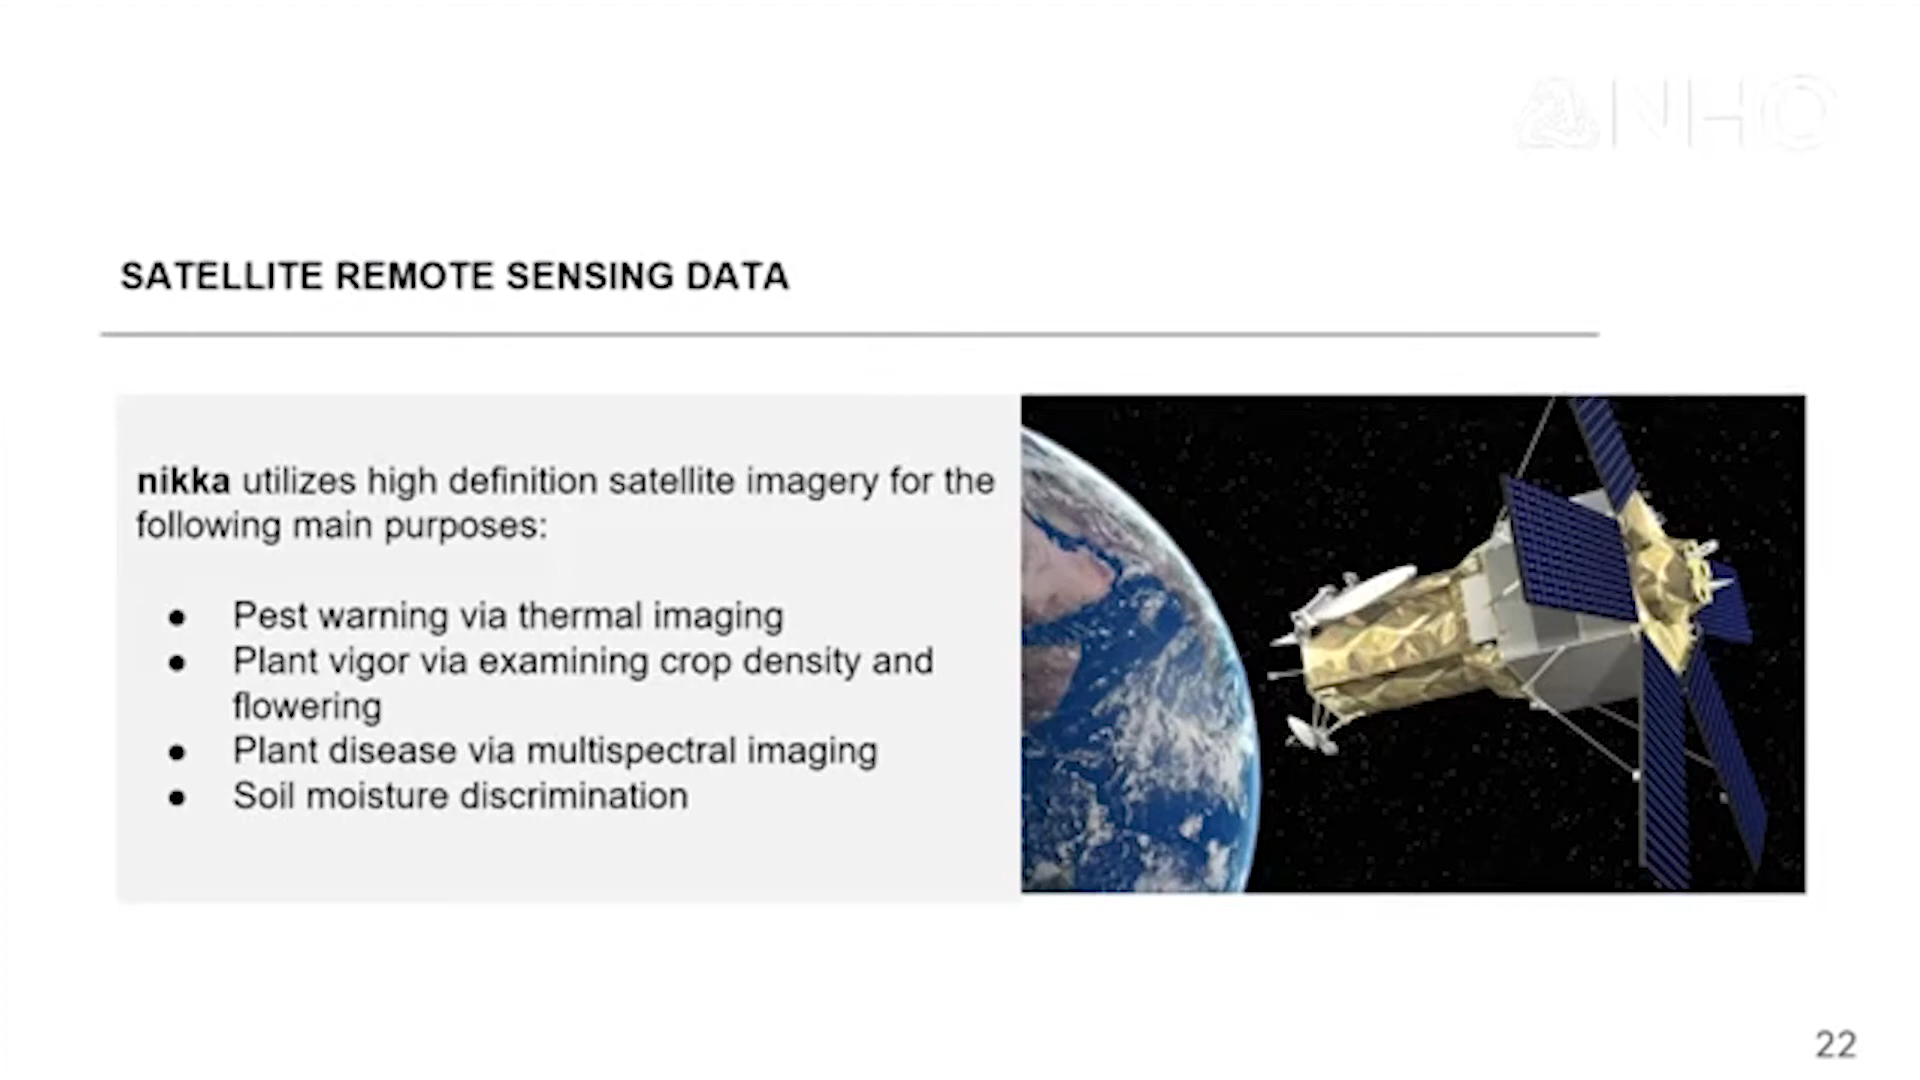 NHO
SATELLITE REMOTE SENSING DATA
nikka utilizes high definition satellite imagery for the
following main purposes:
● Pest warning via thermal imaging
● Plant vigor via examining crop density and
flowering
● Plant disease via multispectral imaging
● Soil moisture discrimination
22